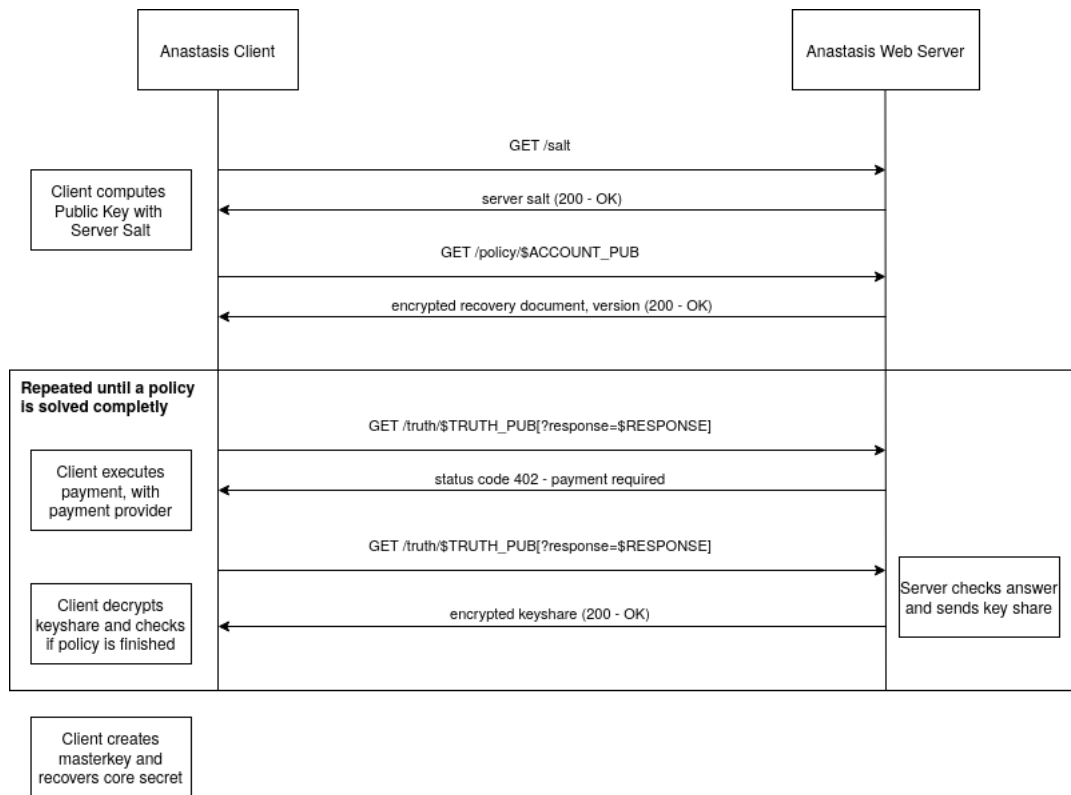 Anastasis Client
Anastasis Web Server
GET /salt
Client computes
Public Key with
Server Salt
server salt (200 - OK)
GET /policy/$ACCOUNT_PUB
encrypted recovery document, version (200 - OK)
Repeated until a policy
is solved completly
GET /truth/$TRUTH_PUB[?response=$RESPONSE]
Client executes
payment, with
payment provider
status code 402 - payment required
GET /truth/$TRUTH_PUB[?response=$RESPONSE]
Server checks answer
and sends key share
Client decrypts
keyshare and checks
if policy is finished
encrypted keyshare (200 - OK)
Client creates
masterkey and
recovers core secret